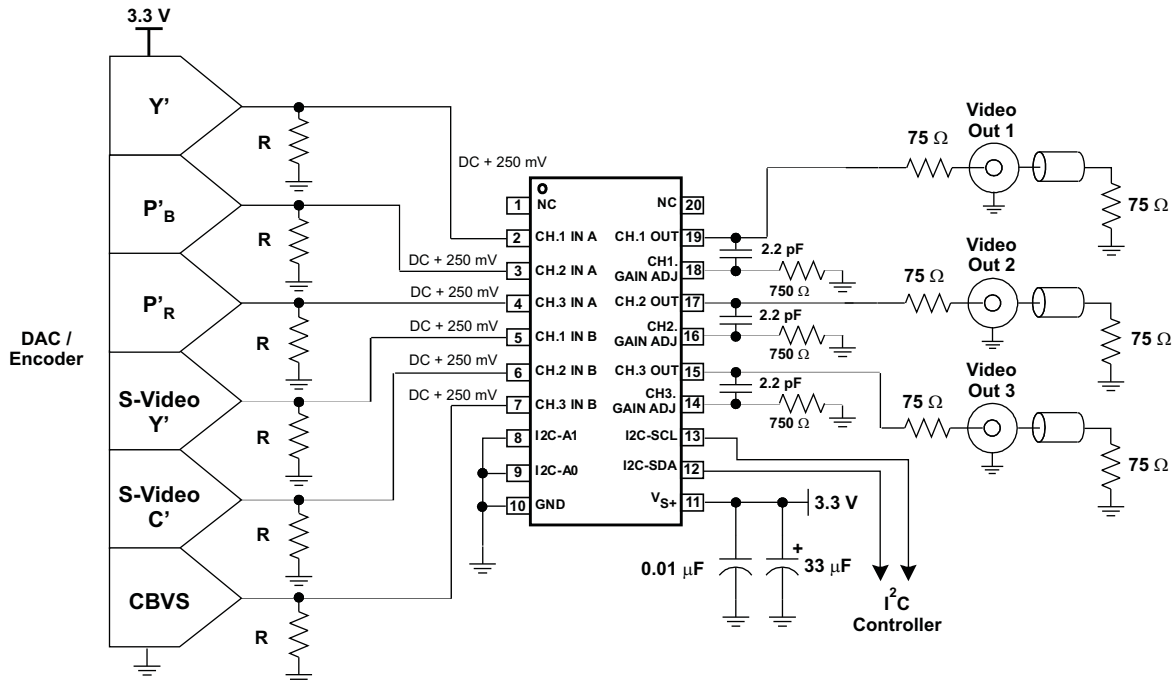 3.3 V
DAC /
Encoder
Y'
P'B
P'R
S-Video
Y'
S-Video
C'
CBVS
R
R
R
R
R
R
DC + 250 mV
DC + 250 mV
DC + 250 mV
DC + 250 mV
DC + 250 mV
DC + 250 mV
1 NC
2 CH.1 IN A
3 CH.2 IN A
4 CH.3 IN A
5 CH.1 IN B
6 CH.2 IN B
7 CH.3 IN B
8 I2C-A1
9 I2C-A0
10 GND
NC 20
CH.1 OUT 19
CH1.
GAIN ADJ 18
CH.2 OUT 17
CH2.
GAIN ADJ 16
CH.3 OUT 15
CH3.
GAIN ADJ 14
I2C-SCL 13
I2C-SDA 12
VS+ 11
2.2 pF
750 Ω
2.2 pF
750 Ω
2.2 pF
750 Ω
75 Ω
Video
Out 1
75 Ω
75 Ω
Video
Out 2
75 Ω
75 Ω
Video
Out 3
75 Ω
3.3 V
0.01 μF
+
33 μF
I2C
Controller